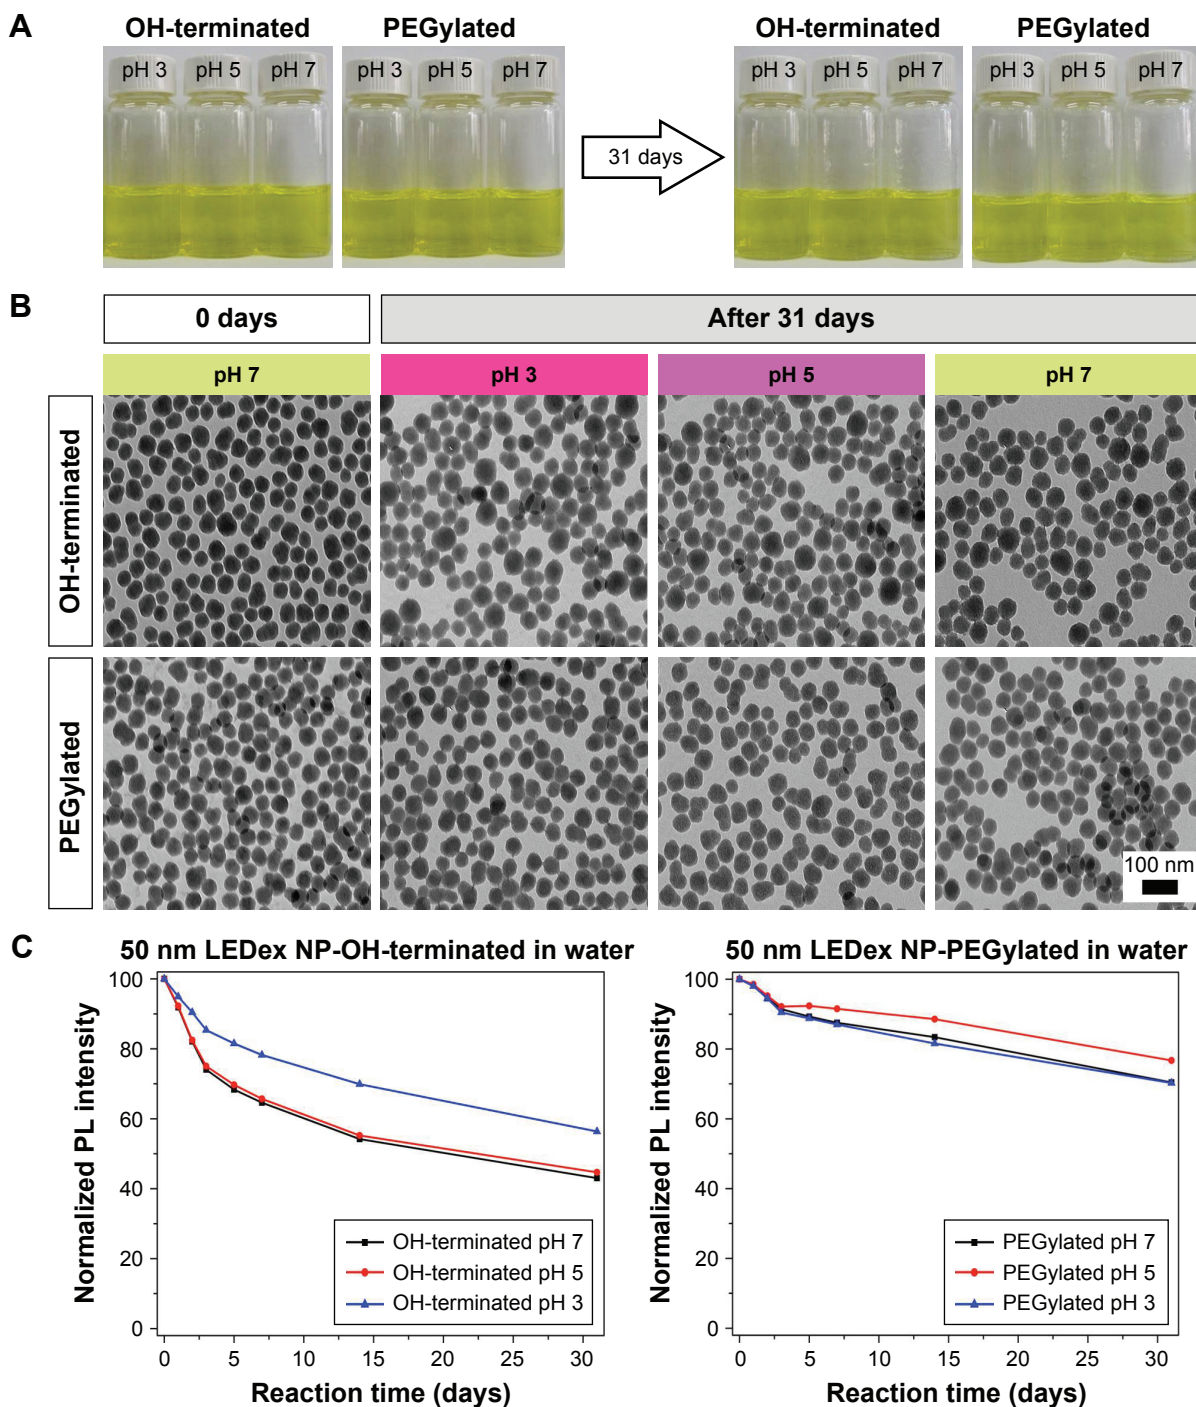 A
OH-terminated PEGylated OH-terminated PEGylated
pH 3 pH 5 pH 7 pH 3 pH 5 pH 7 31 days pH 3 pH 5 pH 7 pH 3 pH 5 pH 7
B
0 days After 31 days
pH 7 pH 3 pH 5 pH 7
OH-terminated
PEGylated
100 nm
C
50 nm LEDex NP-OH-terminated in water
Normalized PL intensity
100
80
60
40
20
0
OH-terminated pH 7
OH-terminated pH 5
OH-terminated pH 3
0 5 10 15 20 25 30
Reaction time (days)
50 nm LEDex NP-PEGylated in water
Normalized PL intensity
100
80
60
40
20
0
PEGylated pH 7
PEGylated pH 5
PEGylated pH 3
0 5 10 15 20 25 30
Reaction time (days)